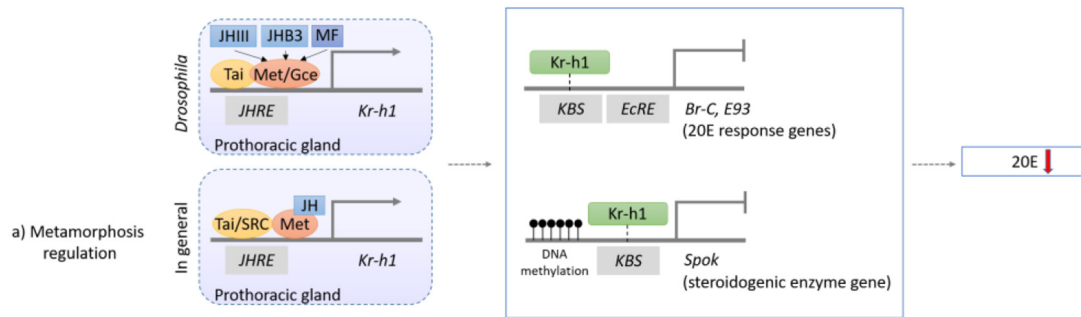 a) Metamorphosis
regulation
Drosophila
JHIII JHB3 MF
Tai Met/Gce
JHRE Kr-h1
Prothoracic gland
In general
JH
Tai/SRC Met
JHRE Kr-h1
Prothoracic gland
Kr-h1
KBS EcRE Br-C, E93
(20E response genes)
Kr-h1
DNA
methylation
KBS Spok
(steroidogenic enzyme gene)
20E